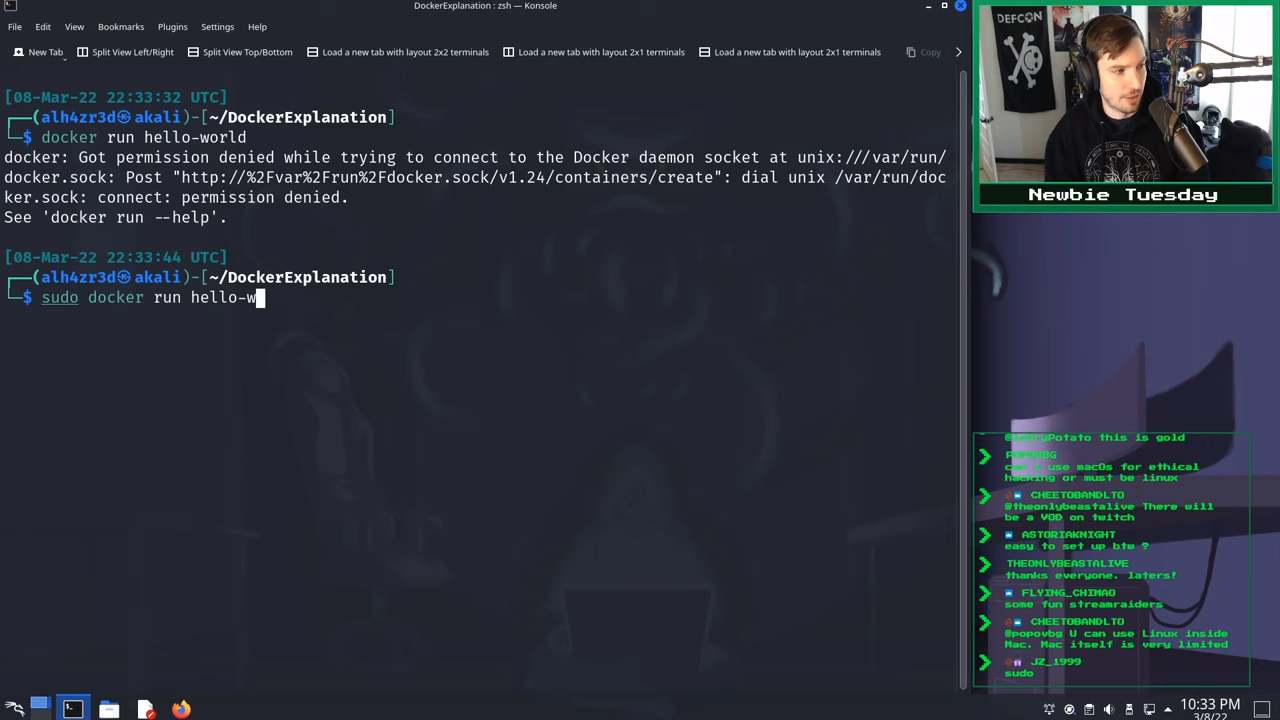 DockerExplanation : zsh — Konsole
File Edit View Bookmarks Plugins Settings Help
New Tab Split View Left/Right Split View Top/Bottom Load a new tab with layout 2x2 terminals Load a new tab with layout 2x1 terminals Load a new tab with layout 2x1 terminals Copy
[08-Mar-22 22:33:32 UTC]
(alh4zr3d㉿akali)-[~/DockerExplanation]
$ docker run hello-world
docker: Got permission denied while trying to connect to the Docker daemon socket at unix:///var/run/
docker.sock: Post "http://%2Fvar%2Frun%2Fdocker.sock/v1.24/containers/create": dial unix /var/run/doc
ker.sock: connect: permission denied.
See 'docker run --help'.
[08-Mar-22 22:33:44 UTC]
(alh4zr3d㉿akali)-[~/DockerExplanation]
$ sudo docker run hello-w
DEFCON
Newbie Tuesday
this is gold
POPOVBG
can I use macOs for ethical
hacking or must be linux
CHEETOBANDLTO
@theonlybeastalive There will
be a VOD on twitch
ASTORIAKNIGHT
easy to set up btw ?
THEONLYBEASTALIVE
thanks everyone. laters!
FLYING_CHIMAO
some fun streamraiders
CHEETOBANDLTO
@popovbg U can use Linux inside
Mac. Mac itself is very limited
JZ_1999
sudo
10:33 PM
3/8/22